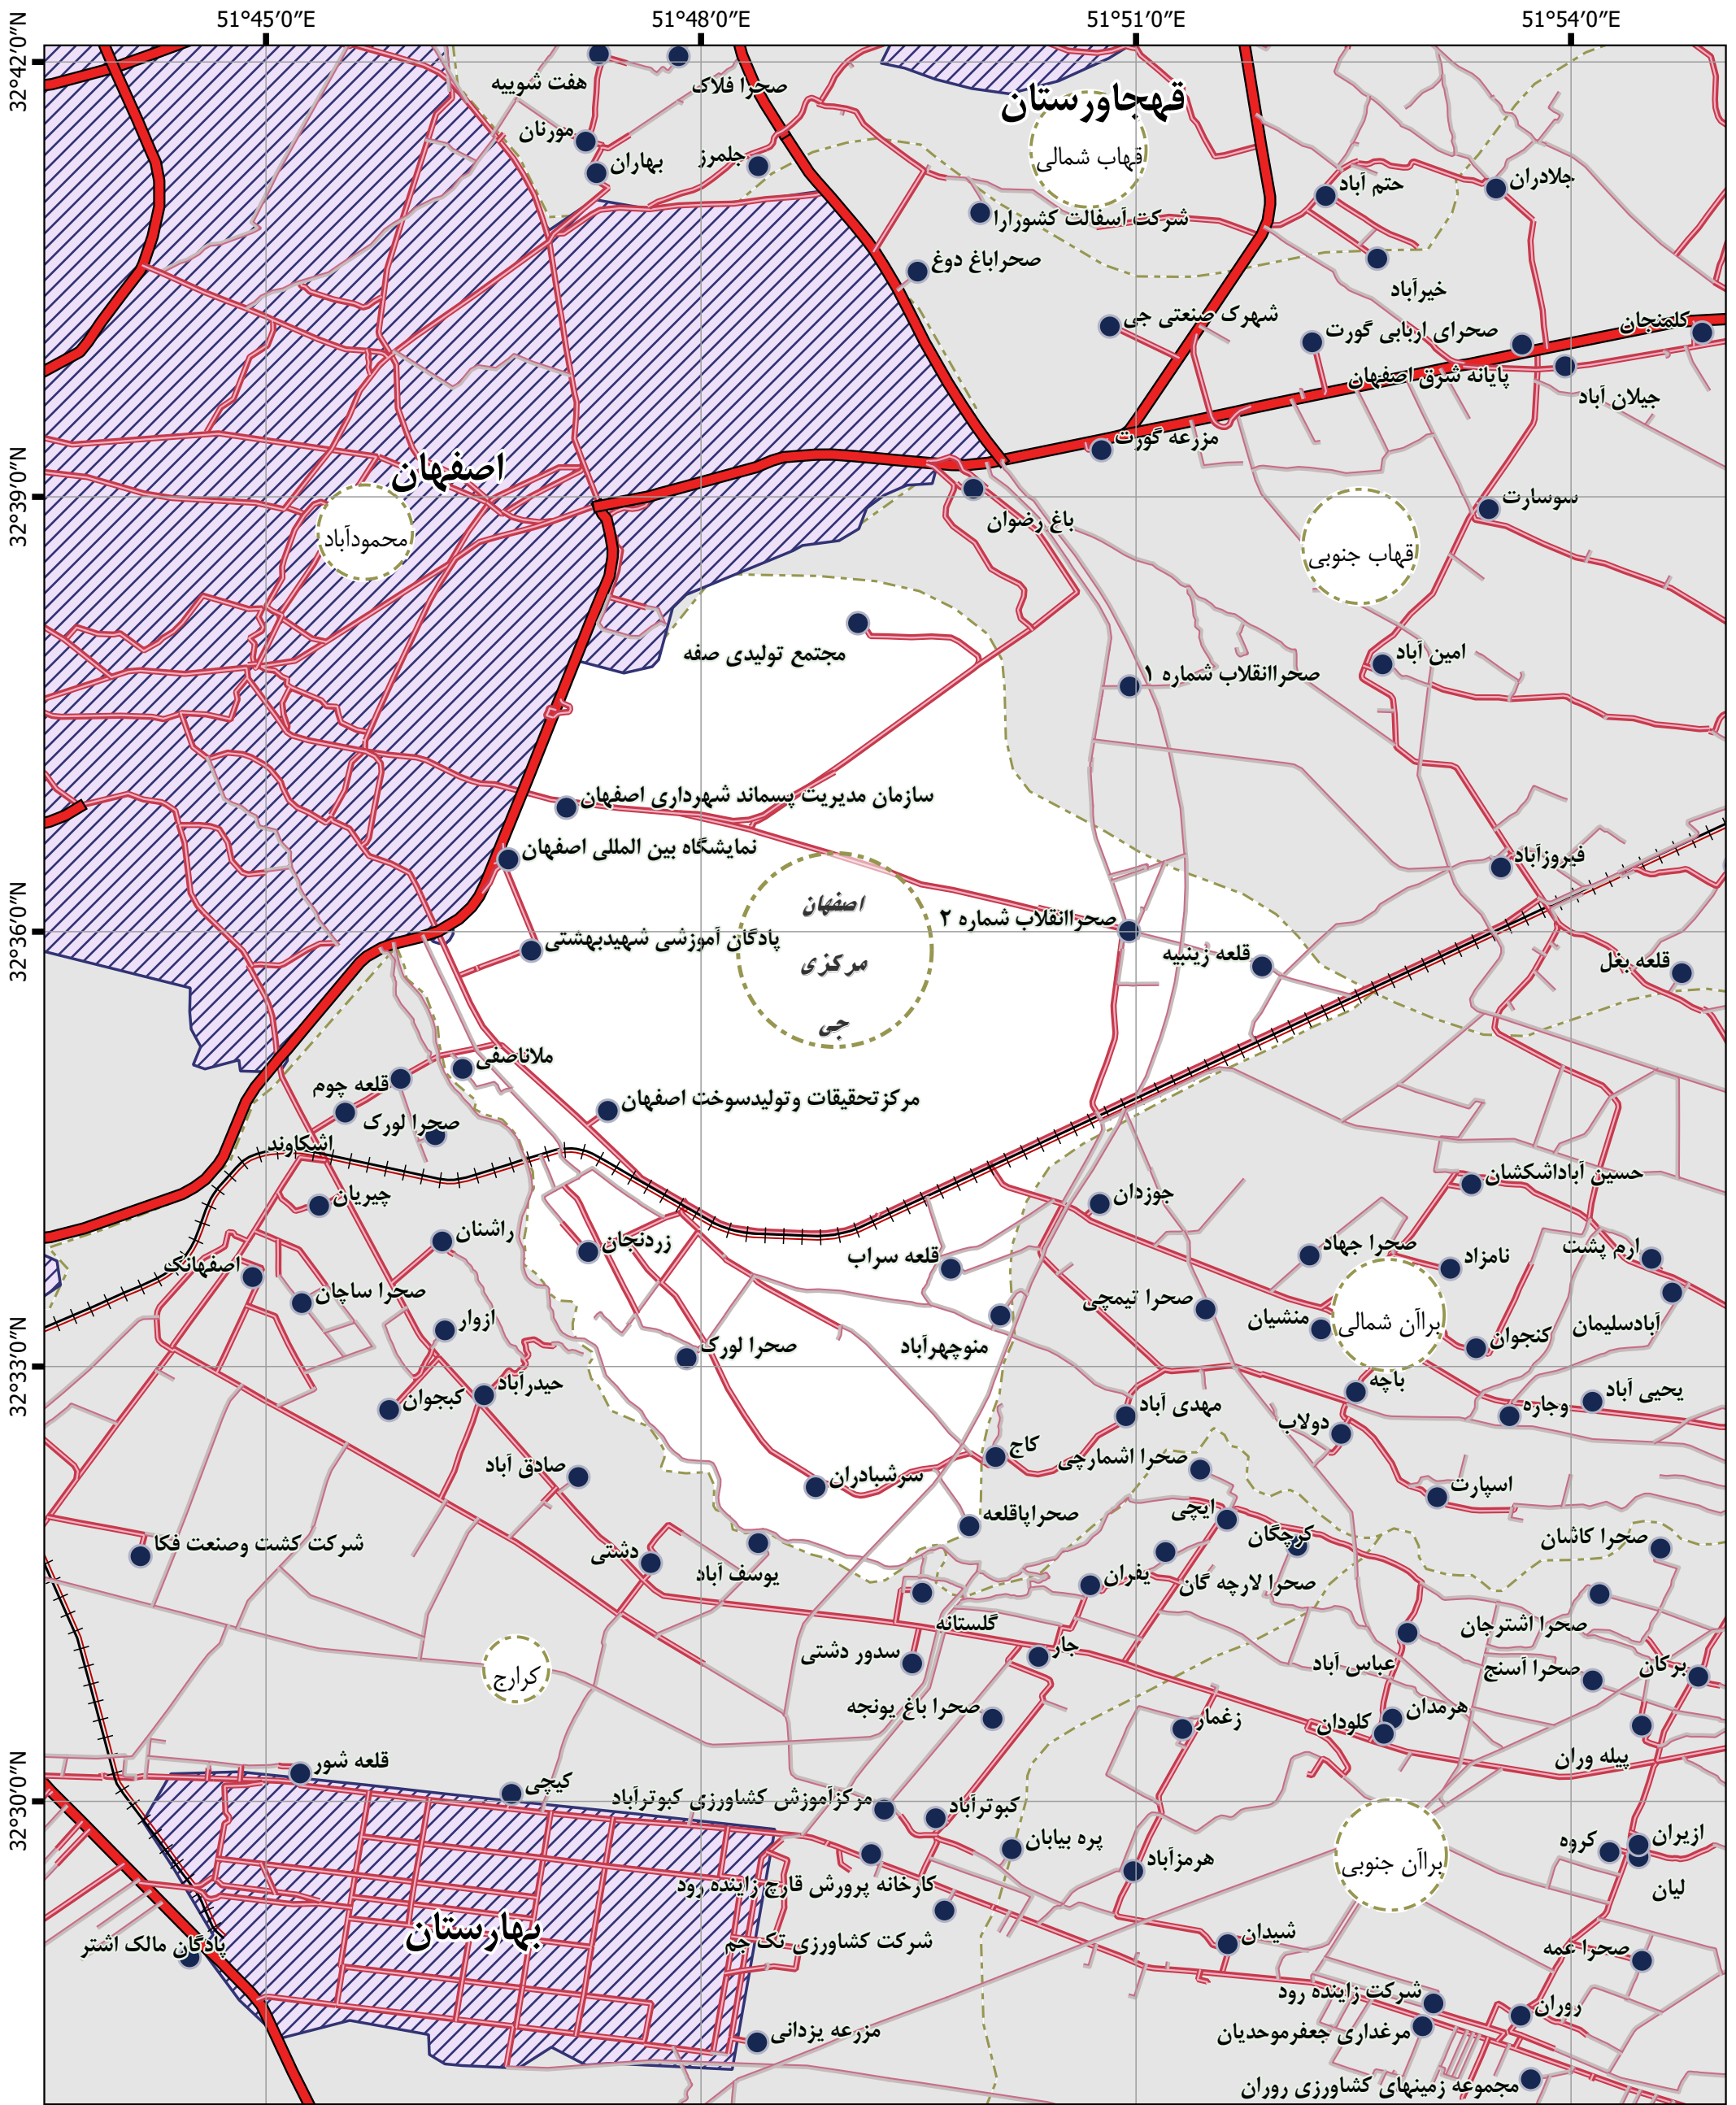 51°45′0″E
51°48′0″E
51°51′0″E
51°54′0″E
32°42′0″N
32°39′0″N
32°36′0″N
32°33′0″N
32°30′0″N
هفت شوییه
صحرا فلاک
قهجاورستان
قهاب شمالی
مورنان
بهاران
جلمرز
حتم آباد
جلادران
شرکت آسفالت کشورارا
صحراباغ دوغ
خیرآباد
شهرک صنعتی جی
صحرای اربابی گورت
کلمنجان
پایانه شرق اصفهان
جیلان آباد
مزرعه گورت
اصفهان
محمودآباد
باغ رضوان
سوسارت
قهاب جنوبی
مجتمع تولیدی صفه
صحراانقلاب شماره ۱
امین آباد
سازمان مدیریت پسماند شهرداری اصفهان
نمایشگاه بین المللی اصفهان
فیروزآباد
اصفهان
مرکزی
جی
صحراانقلاب شماره ۲
پادگان آموزشی شهیدبهشتی
قلعه زینبیه
قلعه بغل
ملاناصفی
قلعه چوم
مرکزتحقیقات وتولیدسوخت اصفهان
صحرا لورک
اشکاوند
چیریان
جوزدان
حسین آباداشکشان
راشنان
زردنجان
قلعه سراب
صحرا جهاد
نامزاد
ارم پشت
اصفهانک
صحرا ساچان
صحرا تیمچی
منشیان
براآن شمالی
آبادسلیمان
ازوار
صحرا لورک
منوچهرآباد
کنجوان
حیدرآباد
کبجوان
باچه
یحیی آباد
مهدی آباد
دولاب
وجاره
صادق آباد
سرشبادران
کاج
صحرا اشمارچی
اسپارت
صحراپاقلعه
ایچی
کرچگان
صحرا کاشان
شرکت کشت وصنعت فکا
دشتی
یوسف آباد
یفران
صحرا لارچه گان
گلستانه
صحرا اشترجان
سدور دشتی
جار
عباس آباد
صحرا آسنج
برکان
کرارج
صحرا باغ یونجه
زغمار
کلودان
هرمدان
پیله وران
قلعه شور
کیچی
مرکزآموزش کشاورزی کبوترآباد
کبوترآباد
پره بیابان
هرمزآباد
براآن جنوبی
کروه
ازیران
لیان
کارخانه پرورش قارچ زاینده رود
بهارستان
پادگان مالک اشتر
شرکت کشاورزی تک جم
شیدان
صحرا عمه
شرکت زاینده رود
روران
مزرعه یزدانی
مرغداری جعفرموحدیان
مجموعه زمینهای کشاورزی روران